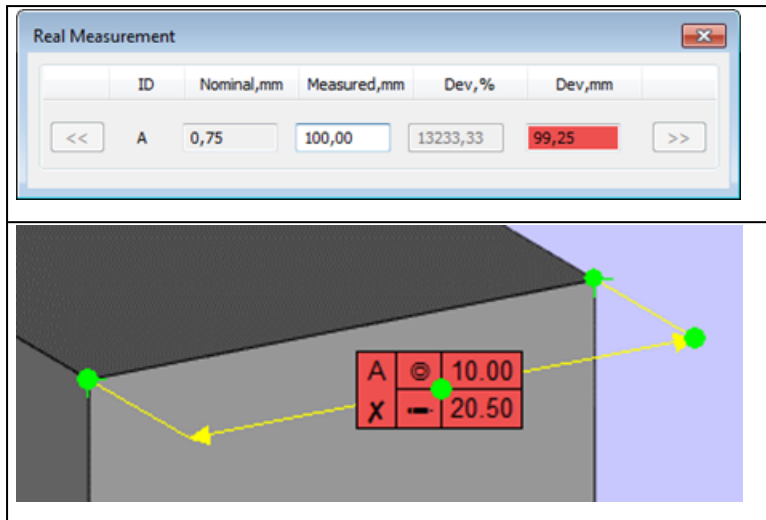 Real Measurement
ID Nominal,mm Measured,mm Dev,% Dev,mm
<< A 0,75 100,00 13233,33 99,25 >>
A ◎ 10.00
X 20.50